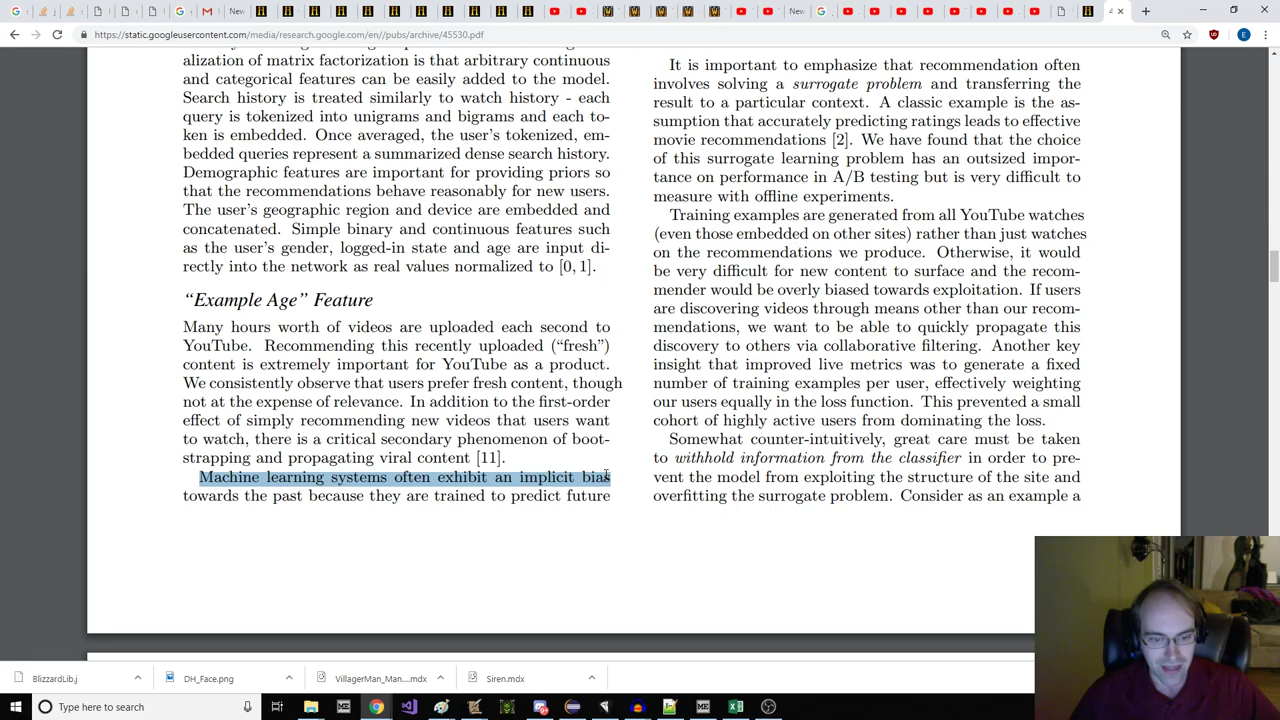 New
New
https://static.googleusercontent.com/media/research.google.com/en//pubs/archive/45530.pdf
alization of matrix factorization is that arbitrary continuous
and categorical features can be easily added to the model.
Search history is treated similarly to watch history - each
query is tokenized into unigrams and bigrams and each to-
ken is embedded. Once averaged, the user's tokenized, em-
bedded queries represent a summarized dense search history.
Demographic features are important for providing priors so
that the recommendations behave reasonably for new users.
The user's geographic region and device are embedded and
concatenated. Simple binary and continuous features such
as the user's gender, logged-in state and age are input di-
rectly into the network as real values normalized to [0, 1].
“Example Age” Feature
Many hours worth of videos are uploaded each second to
YouTube. Recommending this recently uploaded (“fresh”)
content is extremely important for YouTube as a product.
We consistently observe that users prefer fresh content, though
not at the expense of relevance. In addition to the first-order
effect of simply recommending new videos that users want
to watch, there is a critical secondary phenomenon of boot-
strapping and propagating viral content [11].
Machine learning systems often exhibit an implicit bias
towards the past because they are trained to predict future
It is important to emphasize that recommendation often
involves solving a surrogate problem and transferring the
result to a particular context. A classic example is the as-
sumption that accurately predicting ratings leads to effective
movie recommendations [2]. We have found that the choice
of this surrogate learning problem has an outsized impor-
tance on performance in A/B testing but is very difficult to
measure with offline experiments.
Training examples are generated from all YouTube watches
(even those embedded on other sites) rather than just watches
on the recommendations we produce. Otherwise, it would
be very difficult for new content to surface and the recom-
mender would be overly biased towards exploitation. If users
are discovering videos through means other than our recom-
mendations, we want to be able to quickly propagate this
discovery to others via collaborative filtering. Another key
insight that improved live metrics was to generate a fixed
number of training examples per user, effectively weighting
our users equally in the loss function. This prevented a small
cohort of highly active users from dominating the loss.
Somewhat counter-intuitively, great care must be taken
to withhold information from the classifier in order to pre-
vent the model from exploiting the structure of the site and
overfitting the surrogate problem. Consider as an example a
BlizzardLib.j
DH_Face.png
VillagerMan_Man....mdx
Siren.mdx
Type here to search